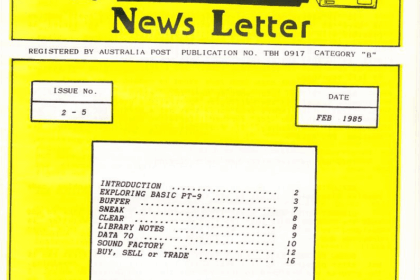 News Letter
REGISTERED BY AUSTRALIA POST PUBLICATION NO. TBH 0917 CATEGORY "B"
ISSUE No.
2 - 5
DATE
FEB 1985
INTRODUCTION .................. 2
EXPLORING BASIC PT-9 .............. 3
BUFFER ........................ 7
SNEAK ......................... 8
CLEAR ......................... 8
LIBRARY NOTES ................. 9
DATA 70 ....................... 10
SOUND FACTORY ................. 12
BUY, SELL or TRADE ............ 16